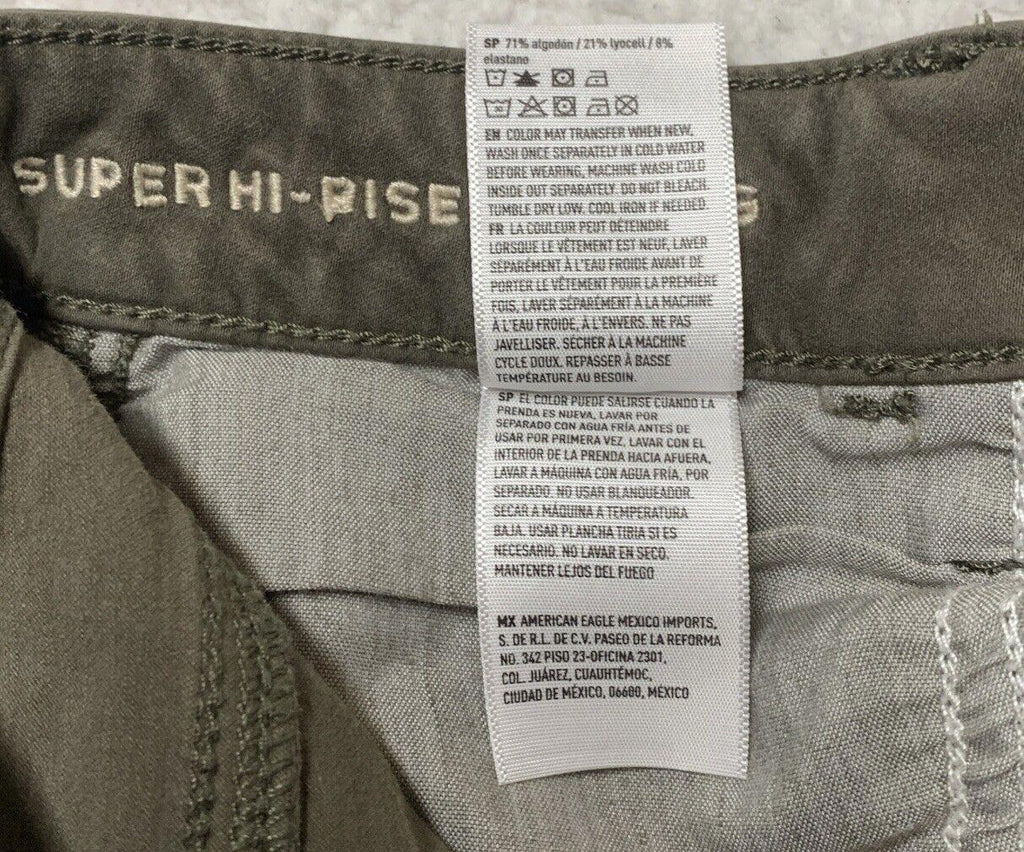 SP 71% algodón / 21% lyocell / 8%
elastano
EN COLOR MAY TRANSFER WHEN NEW,
WASH ONCE SEPARATELY IN COLD WATER
BEFORE WEARING, MACHINE WASH COLD
INSIDE OUT SEPARATELY. DO NOT BLEACH.
TUMBLE DRY LOW. COOL IRON IF NEEDED.
FR LA COULEUR PEUT DÉTEINDRE
LORSQUE LE VÊTEMENT EST NEUF, LAVER
SÉPARÉMENT À L'EAU FROIDE AVANT DE
PORTER LE VÊTEMENT POUR LA PREMIÈRE
FOIS, LAVER SÉPARÉMENT À LA MACHINE
À L'EAU FROIDE, À L'ENVERS. NE PAS
JAVELLISER. SÉCHER À LA MACHINE
CYCLE DOUX. REPASSER À BASSE
TEMPÉRATURE AU BESOIN.
SP EL COLOR PUEDE SALIRSE CUANDO LA
PRENDA ES NUEVA, LAVAR POR
SEPARADO CON AGUA FRÍA ANTES DE
USAR POR PRIMERA VEZ, LAVAR CON EL
INTERIOR DE LA PRENDA HACIA AFUERA,
LAVAR A MÁQUINA CON AGUA FRÍA, POR
SEPARADO. NO USAR BLANQUEADOR.
SECAR A MÁQUINA A TEMPERATURA
BAJA. USAR PLANCHA TIBIA SI ES
NECESARIO. NO LAVAR EN SECO.
MANTENER LEJOS DEL FUEGO
MX AMERICAN EAGLE MEXICO IMPORTS,
S. DE R.L. DE C.V. PASEO DE LA REFORMA
NO. 342 PISO 23-OFICINA 2301,
COL. JUÁREZ, CUAUHTÉMOC,
CIUDAD DE MÉXICO, 06600, MÉXICO
SUPER HI-RISE